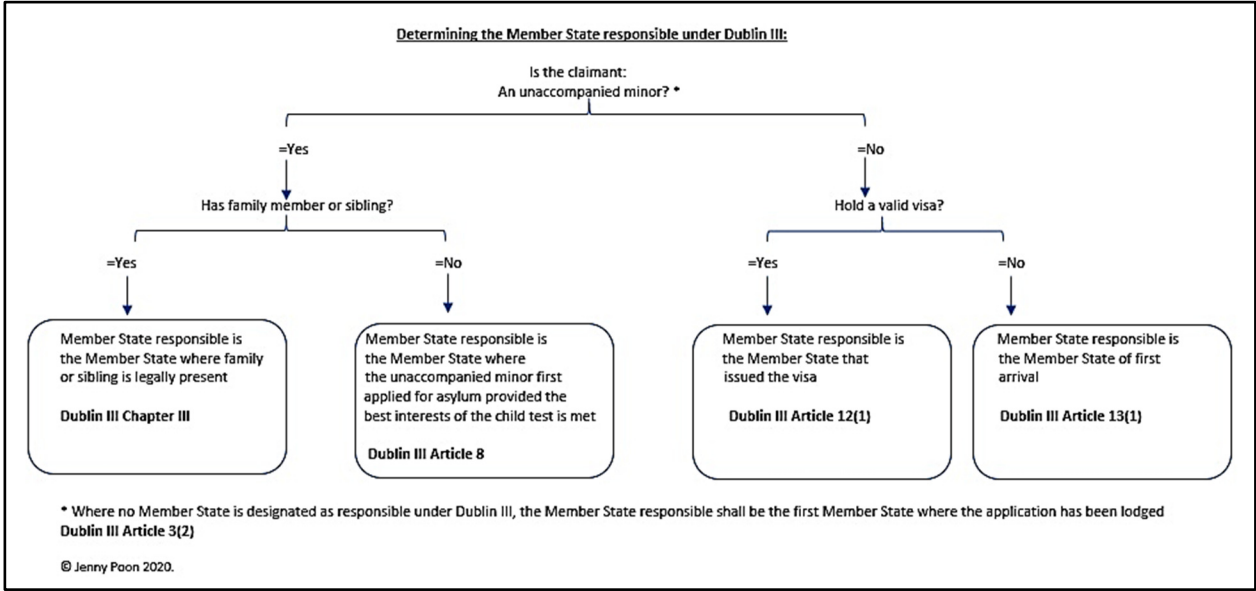 Determining the Member State responsible under Dublin III:
Is the claimant:
An unaccompanied minor? *
=Yes
=No
Has family member or sibling?
Hold a valid visa?
=Yes
=No
=Yes
=No
Member State responsible is
the Member State where family
or sibling is legally present
Dublin III Chapter III
Member State responsible is
the Member State where
the unaccompanied minor first
applied for asylum provided the
best interests of the child test is met
Dublin III Article 8
Member State responsible is
the Member State that
issued the visa
Dublin III Article 12(1)
Member State responsible is
the Member State of first
arrival
Dublin III Article 13(1)
* Where no Member State is designated as responsible under Dublin III, the Member State responsible shall be the first Member State where the application has been lodged
Dublin III Article 3(2)
© Jenny Poon 2020.